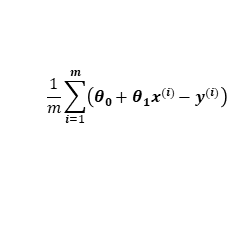 1/m ∑_{i=1}^{m} (θ₀ + θ₁x⁽ⁱ⁾ − y⁽ⁱ⁾)